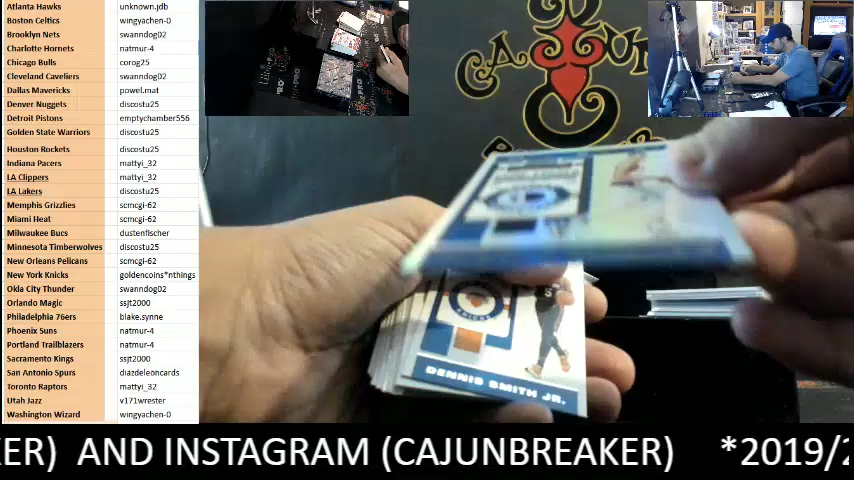 Atlanta Hawks unknown.jdb
Boston Celtics wingyachen-0
Brooklyn Nets swanndog02
Charlotte Hornets natmur-4
Chicago Bulls corog25
Cleveland Cavaliers swanndog02
Dallas Mavericks powel.mat
Denver Nuggets discostu25
Detroit Pistons emptychamber556
Golden State Warriors discostu25
Houston Rockets discostu25
Indiana Pacers mattyi_32
LA Clippers mattyi_32
LA Lakers discostu25
Memphis Grizzlies scmcgi-62
Miami Heat scmcgi-62
Milwaukee Bucs dustenfischer
Minnesota Timberwolves discostu25
New Orleans Pelicans scmcgi-62
New York Knicks goldencoins*nthings
Okla City Thunder swanndog02
Orlando Magic ssjt2000
Philadelphia 76ers blake.synne
Phoenix Suns natmur-4
Portland Trailblazers natmur-4
Sacramento Kings ssjt2000
San Antonio Spurs diazdeleoncards
Toronto Raptors mattyi_32
Utah Jazz v171wrester
Washington Wizard wingyachen-0
DENNIS SMITH JR.
KER) AND INSTAGRAM (CAJUNBREAKER) *2019/2